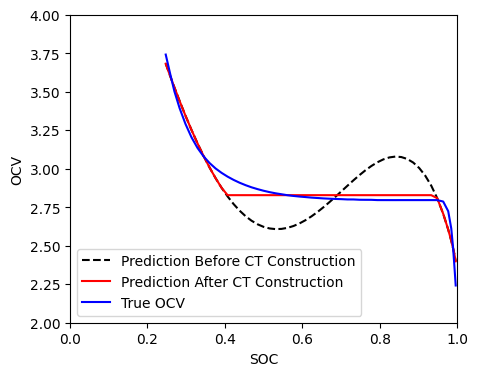 4.00
3.75
3.50
3.25
3.00
2.75
2.50
2.25
2.00
OCV
Prediction Before CT Construction
Prediction After CT Construction
True OCV
0.0 0.2 0.4 0.6 0.8 1.0
SOC